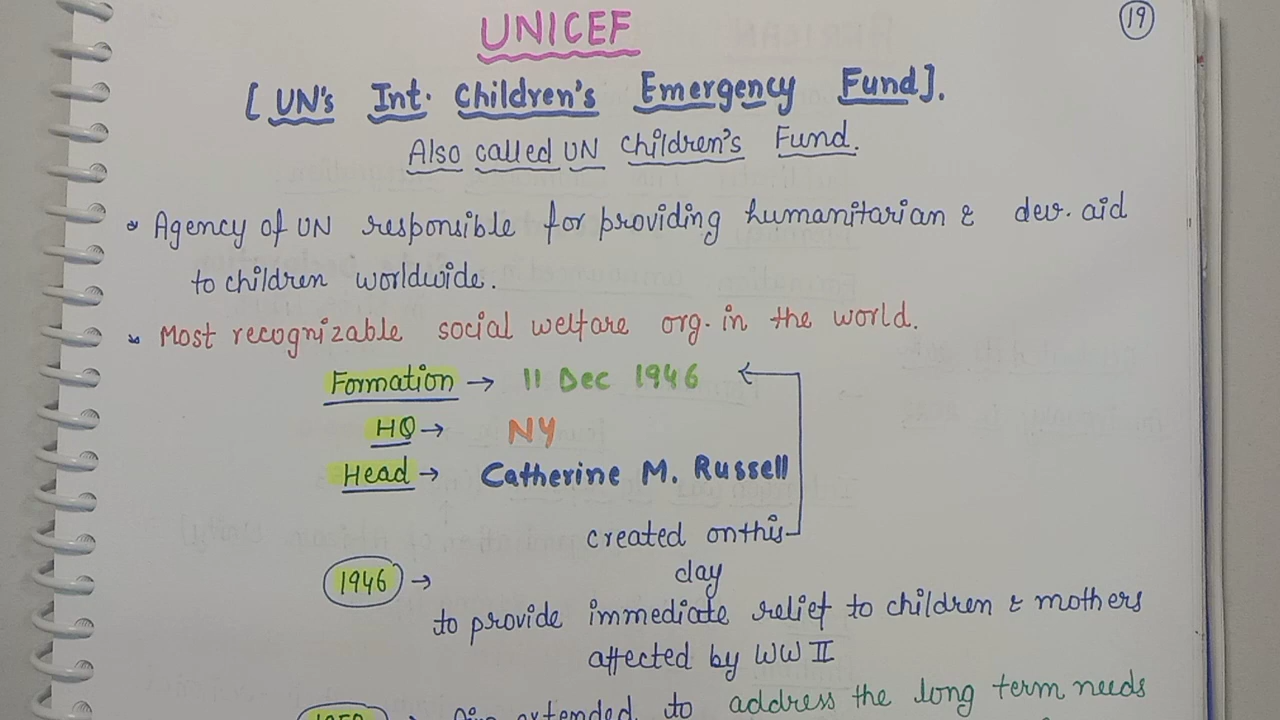 19
UNICEF
[UN's Int. Children's Emergency Fund].
Also called UN Children's Fund.
Agency of UN responsible for providing humanitarian & dev. aid
to children worldwide.
Most recognizable social welfare org. in the world.
Formation → 11 Dec 1946
HQ → NY
Head → Catherine M. Russell
created on this
day
1946 →
to provide immediate relief to children & mothers
affected by WW II
extended to address the long term needs